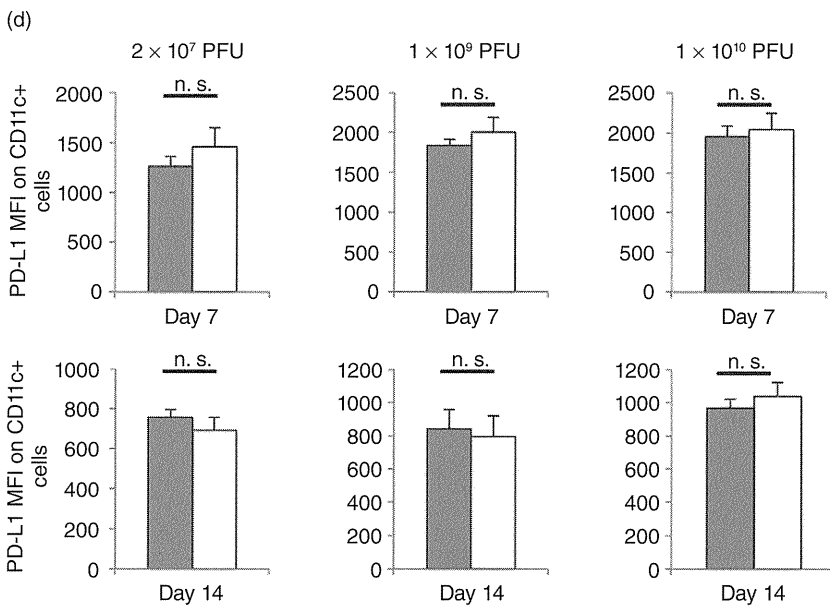 (d)
2 × 10⁷ PFU
1 × 10⁹ PFU
1 × 10¹⁰ PFU
PD-L1 MFI on CD11c+
cells
2000
1500
1000
500
0
n. s.
Day 7
2500
2000
1500
1000
500
0
n. s.
Day 7
2500
2000
1500
1000
500
0
n. s.
Day 7
PD-L1 MFI on CD11c+
cells
1000
800
600
400
200
0
n. s.
Day 14
1200
1000
800
600
400
200
0
n. s.
Day 14
1200
1000
800
600
400
200
0
n. s.
Day 14